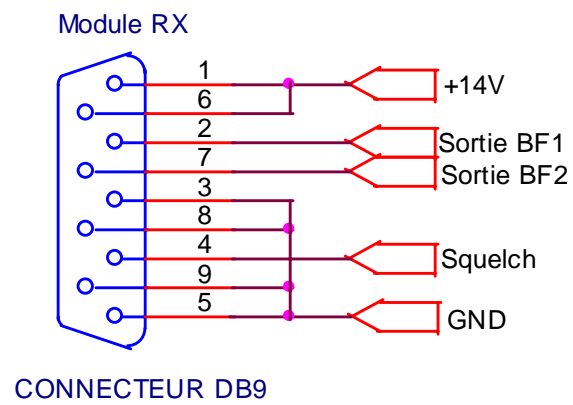 Module RX
1
+14V
6
2
Sortie BF1
7
Sortie BF2
3
8
4
Squelch
9
5
GND
CONNECTEUR DB9